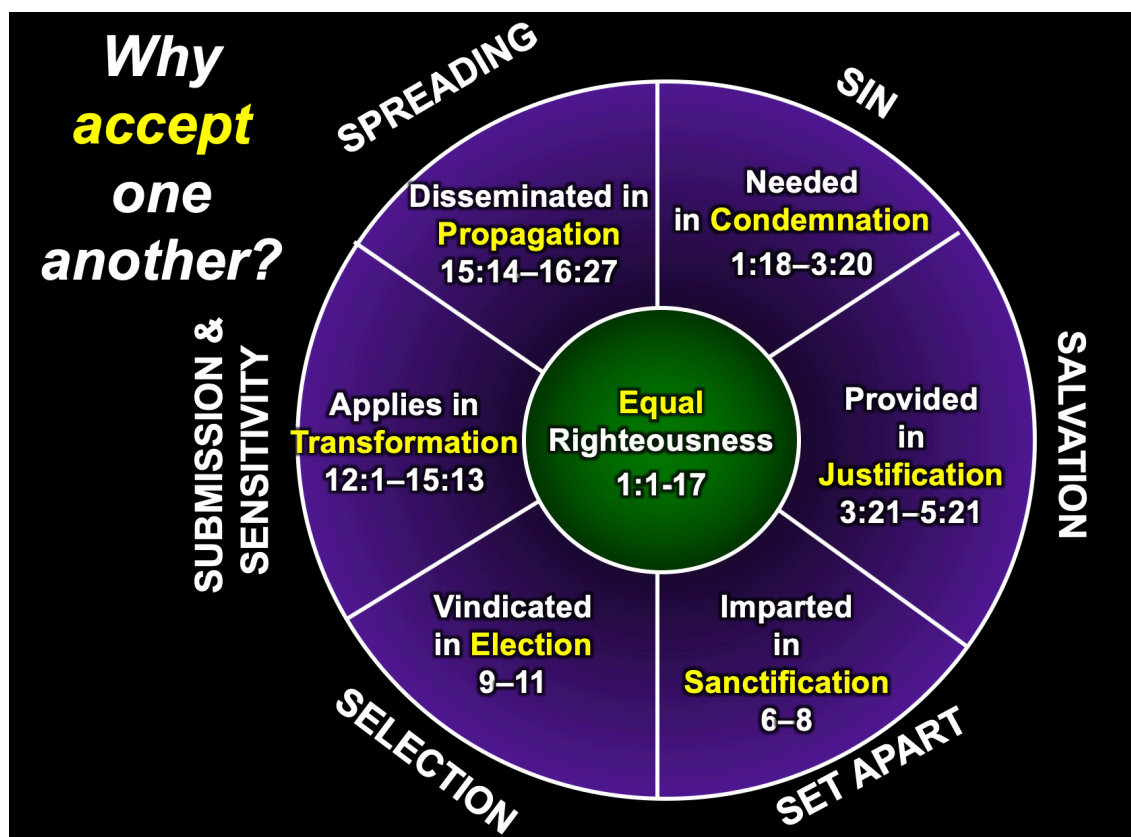 Why
accept
one
another?
SPREADING
SIN
Disseminated in
Propagation
15:14–16:27
Needed
in Condemnation
1:18–3:20
SUBMISSION &
SENSITIVITY
Applies in
Transformation
12:1–15:13
Equal
Righteousness
1:1-17
Provided
in
Justification
3:21–5:21
SALVATION
Vindicated
in Election
9–11
Imparted
in
Sanctification
6–8
SELECTION
SET APART